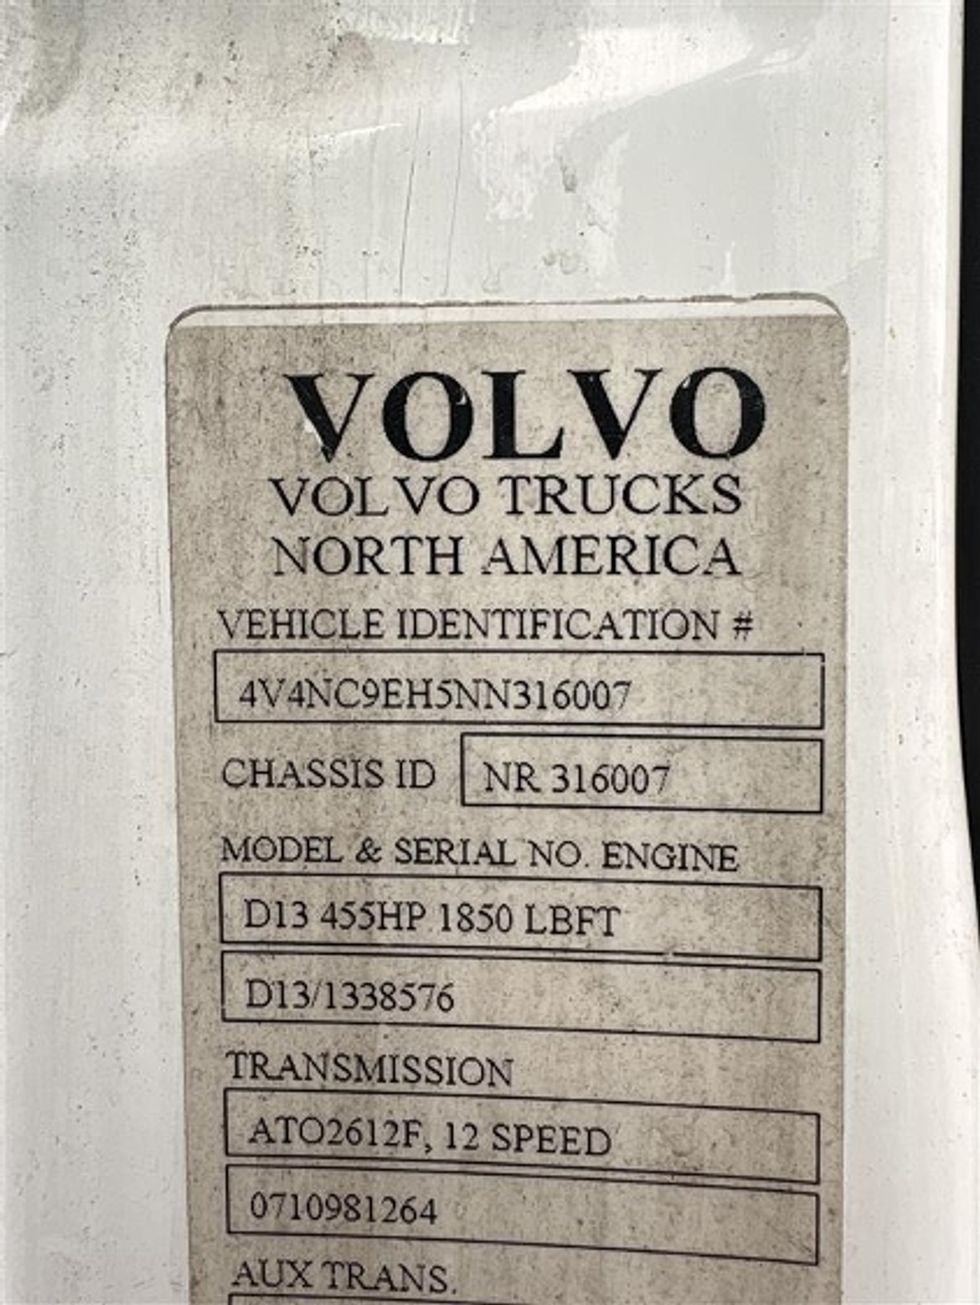 VOLVO
VOLVO TRUCKS
NORTH AMERICA
VEHICLE IDENTIFICATION #
4V4NC9EH5NN316007
CHASSIS ID NR 316007
MODEL & SERIAL NO. ENGINE
D13 455HP 1850 LBFT
D13/1338576
TRANSMISSION
ATO2612F, 12 SPEED
0710981264
AUX TRANS.